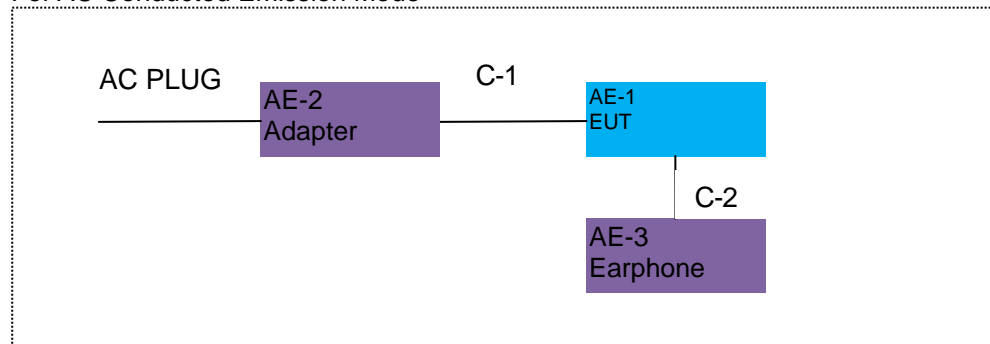 AC PLUG
C-1
AE-2
Adapter
AE-1
EUT
C-2
AE-3
Earphone